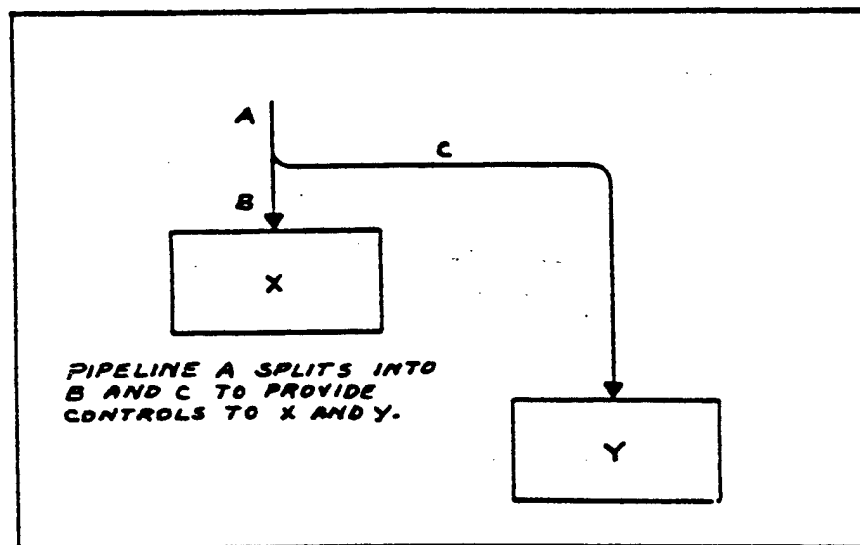 A
C
B
X
PIPELINE A SPLITS INTO
B AND C TO PROVIDE
CONTROLS TO X AND Y.
Y